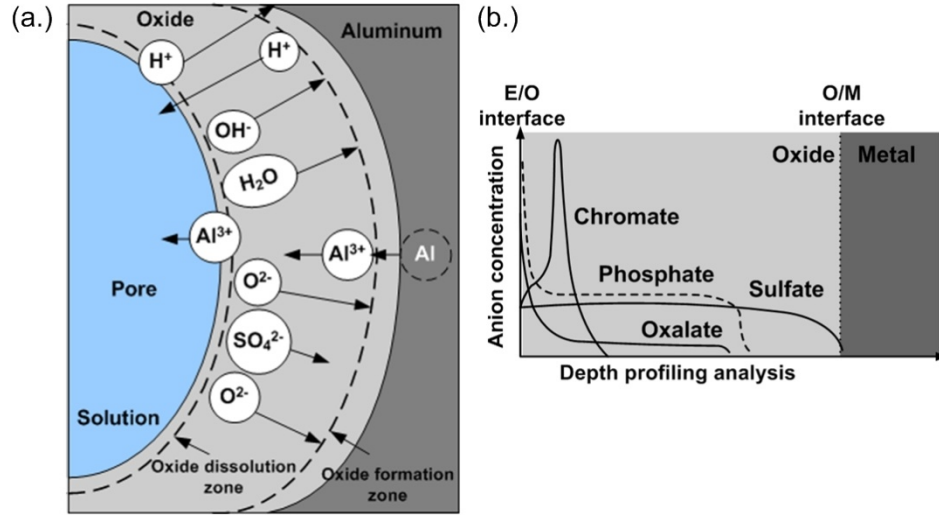 (a.)
Oxide
Aluminum
H⁺
H⁺
OH⁻
H₂O
Al³⁺
Al³⁺
Al
Pore
O²⁻
SO₄²⁻
O²⁻
Solution
Oxide dissolution
zone
Oxide formation
zone
(b.)
E/O
interface
O/M
interface
Oxide
Metal
Anion concentration
Chromate
Phosphate
Sulfate
Oxalate
Depth profiling analysis